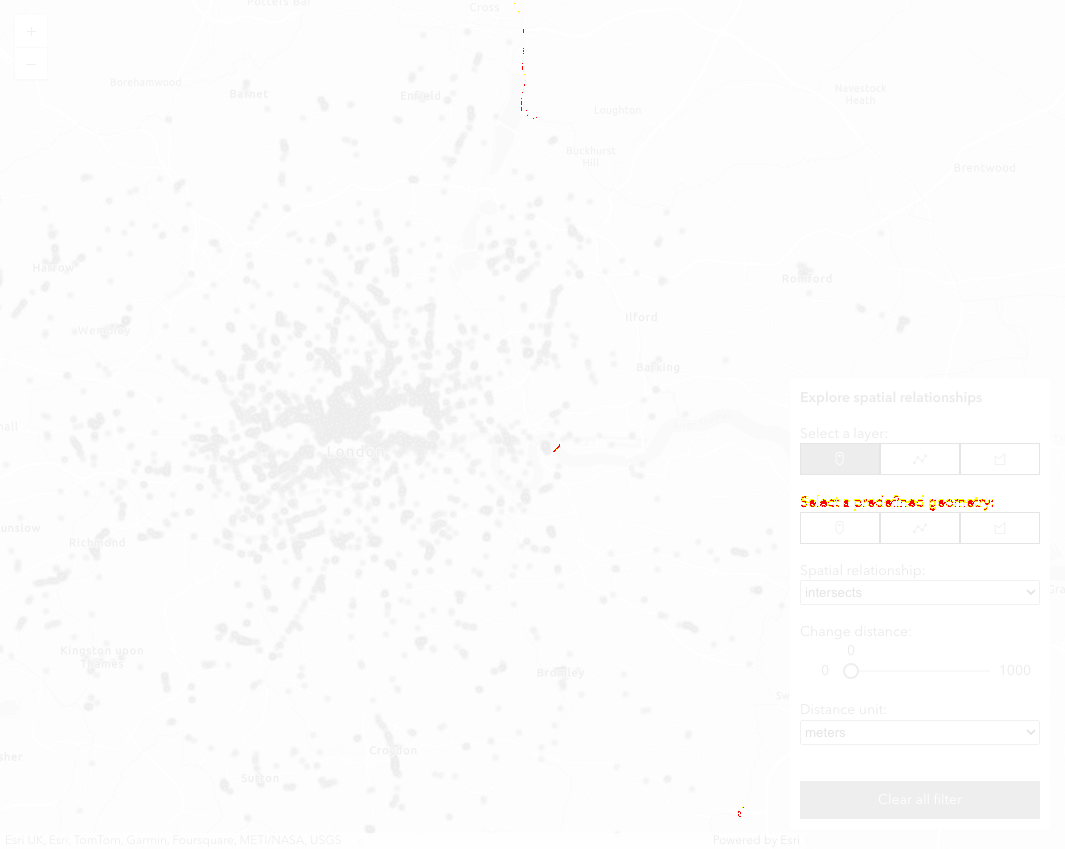 Potters Bar
Cross
+
−
Borehamwood
Barnet
Enfield
Loughton
Navestock
Heath
Buckhurst
Hill
Brentwood
Harrow
Romford
Wembley
Ilford
Barking
London
Richmond
Kingston upon
Thames
Bromley
Croydon
Sutton
Explore spatial relationships
Select a layer:
Select a predefined geometry:
Spatial relationship:
intersects
Change distance:
0
0
1000
Distance unit:
meters
Clear all filter
Esri UK, Esri, TomTom, Garmin, Foursquare, METI/NASA, USGS
Powered by Esri